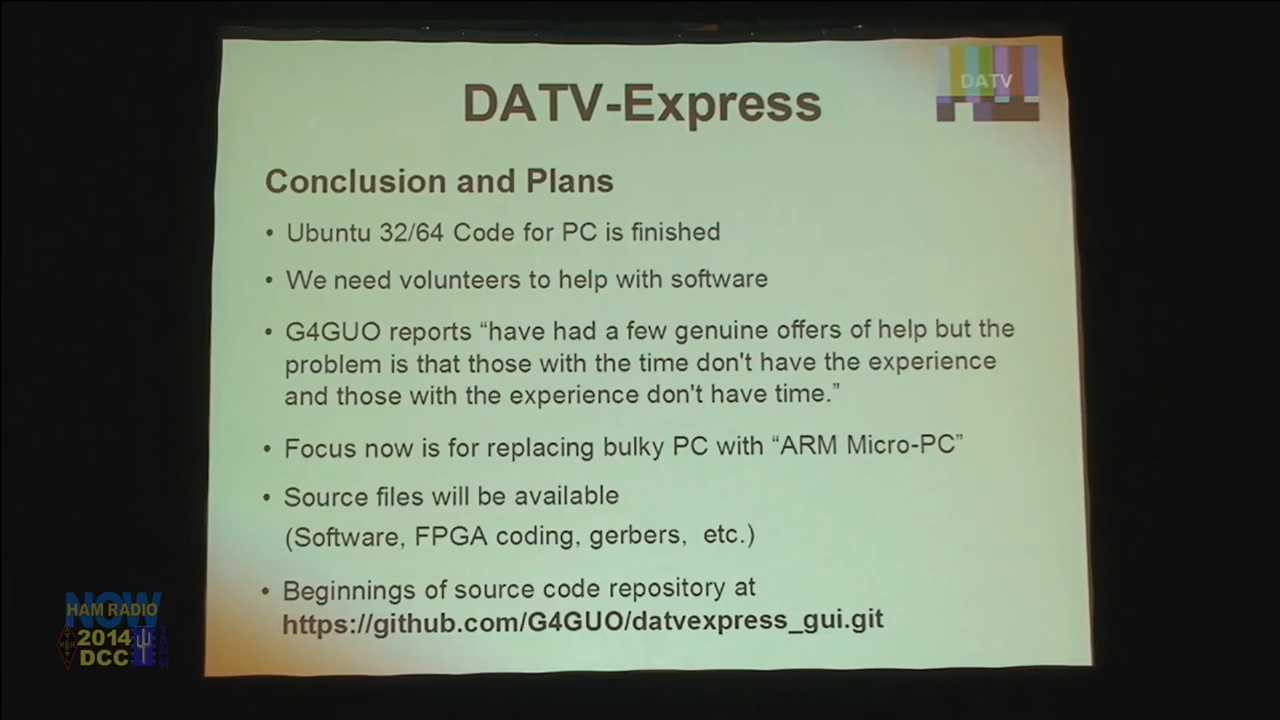 DATV-Express
DATV
Conclusion and Plans
• Ubuntu 32/64 Code for PC is finished
• We need volunteers to help with software
• G4GUO reports “have had a few genuine offers of help but the
problem is that those with the time don't have the experience
and those with the experience don't have time.”
• Focus now is for replacing bulky PC with “ARM Micro-PC”
• Source files will be available
(Software, FPGA coding, gerbers, etc.)
• Beginnings of source code repository at
https://github.com/G4GUO/datvexpress_gui.git
NOW
HAM RADIO
2014
DCC